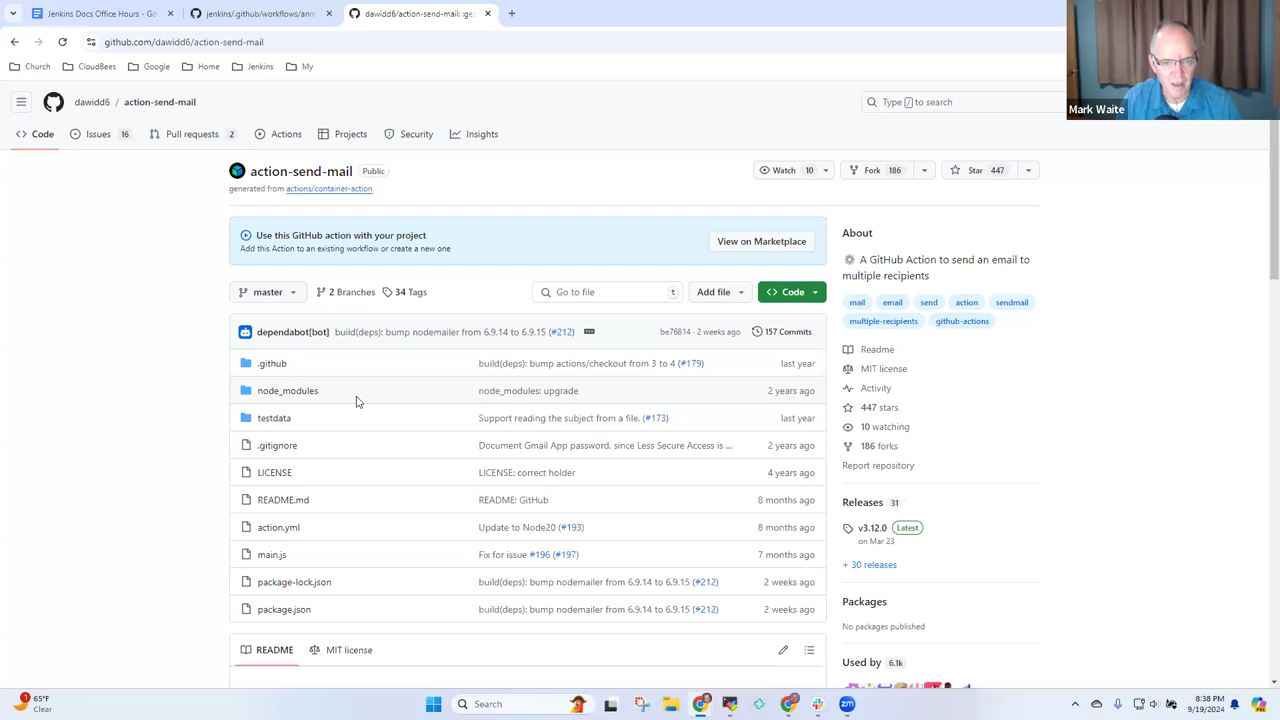 Jenkins Docs Office Hours - Go
jenkins/.github/workflows/ann
dawidd6/action-send-mail: ge
github.com/dawidd6/action-send-mail
Church
CloudBees
Google
Home
Jenkins
My
Mark Waite
dawidd6 / action-send-mail
Type / to search
Code
Issues 16
Pull requests 2
Actions
Projects
Security
Insights
action-send-mail Public
generated from actions/container-action
Watch 10
Fork 186
Star 447
Use this GitHub action with your project
Add this Action to an existing workflow or create a new one
View on Marketplace
master
2 Branches
34 Tags
Go to file t
Add file
Code
dependabot[bot] build(deps): bump nodemailer from 6.9.14 to 6.9.15 (#212) be76814 · 2 weeks ago 157 Commits
.github build(deps): bump actions/checkout from 3 to 4 (#179) last year
node_modules node_modules: upgrade 2 years ago
testdata Support reading the subject from a file. (#173) last year
.gitignore Document Gmail App password. since Less Secure Access is ... 2 years ago
LICENSE LICENSE: correct holder 4 years ago
README.md README: GitHub 8 months ago
action.yml Update to Node20 (#193) 8 months ago
main.js Fix for issue #196 (#197) 7 months ago
package-lock.json build(deps): bump nodemailer from 6.9.14 to 6.9.15 (#212) 2 weeks ago
package.json build(deps): bump nodemailer from 6.9.14 to 6.9.15 (#212) 2 weeks ago
README
MIT license
About
A GitHub Action to send an email to
multiple recipients
mail email send action sendmail
multiple-recipients github-actions
Readme
MIT license
Activity
447 stars
10 watching
186 forks
Report repository
Releases 31
v3.12.0 Latest
on Mar 23
+ 30 releases
Packages
No packages published
Used by 6.1k
1
65°F
Clear
Search
zm
8:38 PM
9/19/2024